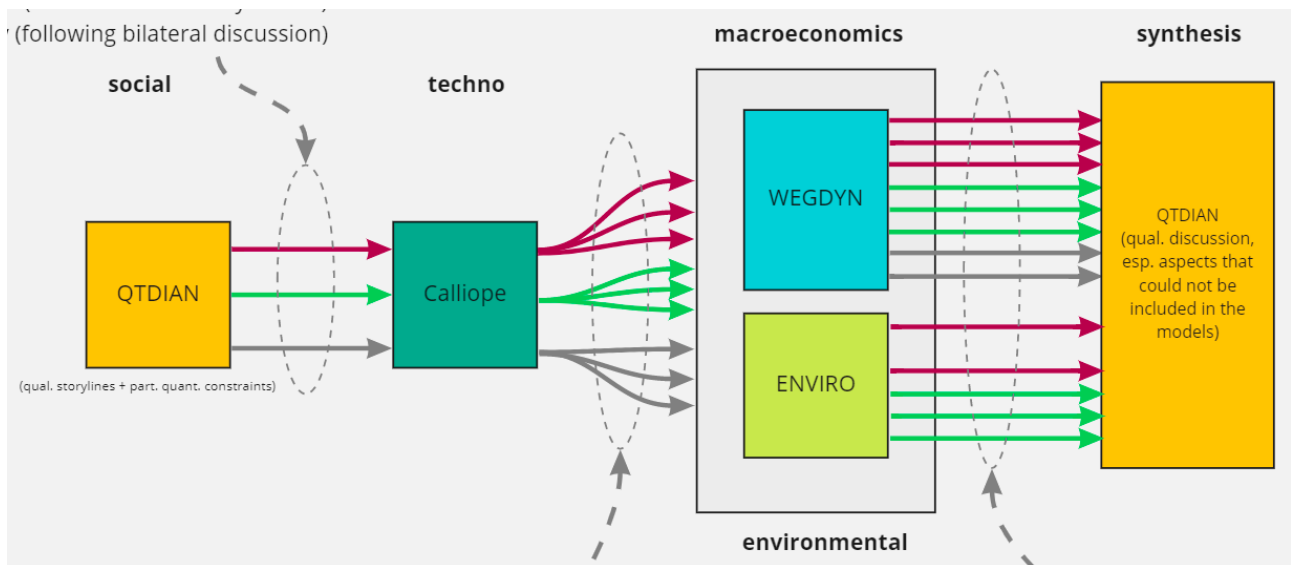 (following bilateral discussion)
macroeconomics
synthesis
social
techno
WEGDYN
QTDIAN
(qual. discussion,
esp. aspects that
could not be
included in the
models)
QTDIAN
Calliope
ENVIRO
(qual. storylines + part. quant. constraints)
environmental